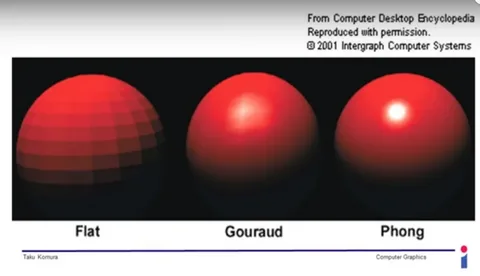 From Computer Desktop Encyclopedia
Reproduced with permission.
© 2001 Intergraph Computer Systems
Flat Gouraud Phong
Taku Komura Computer Graphics